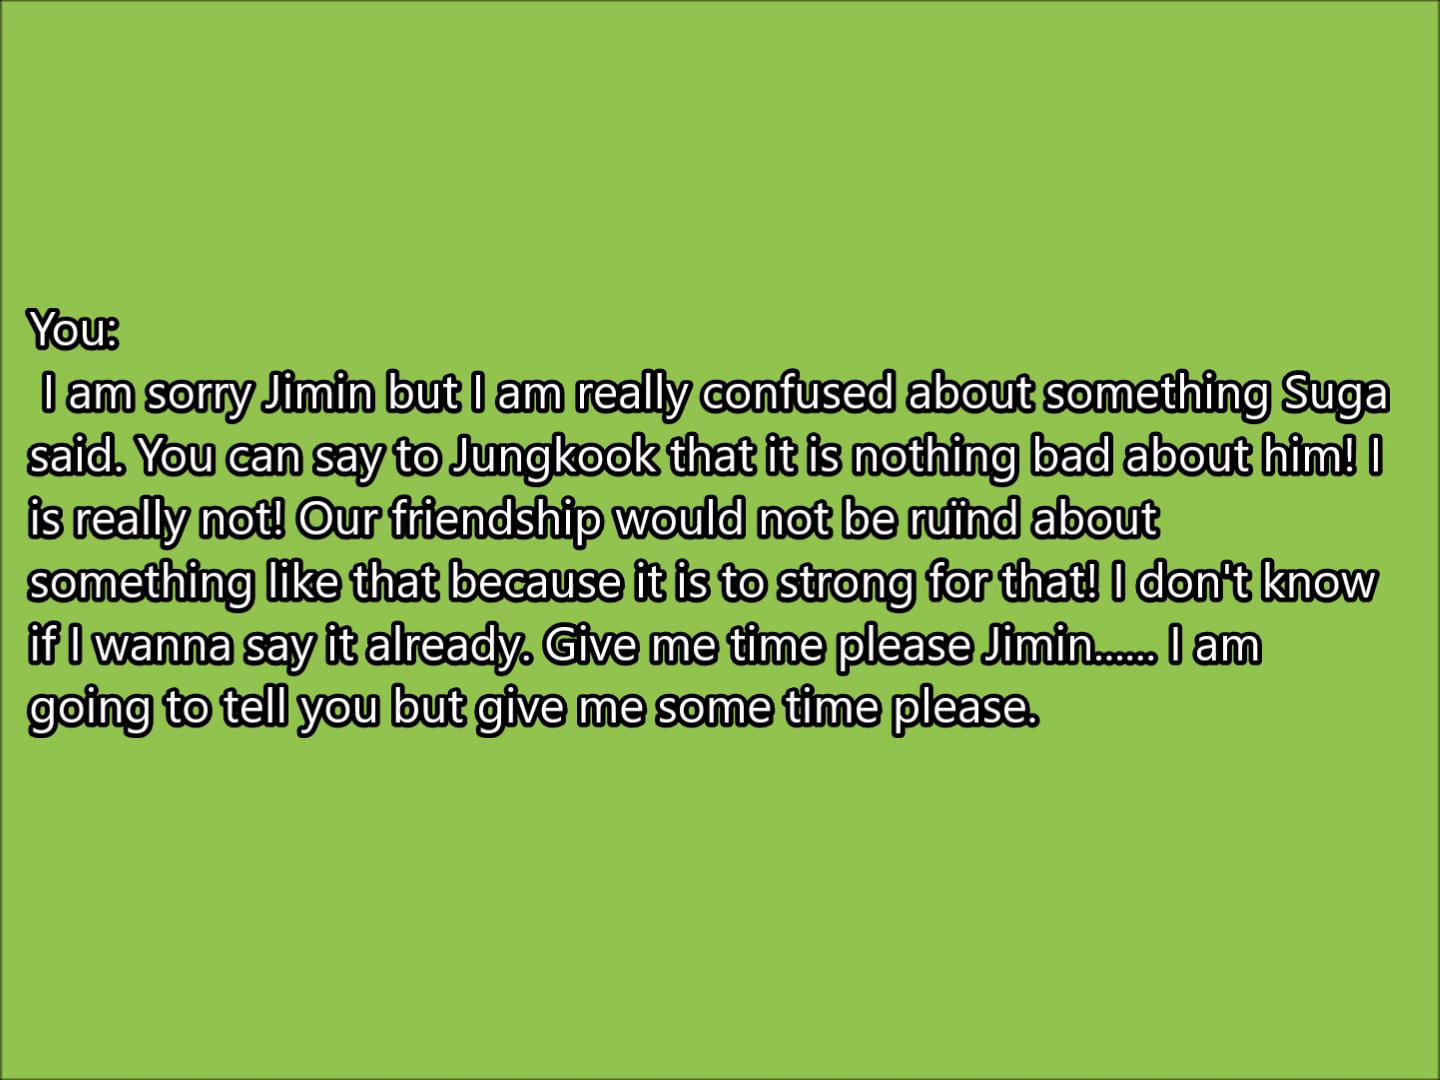 You:
I am sorry Jimin but I am really confused about something Suga
said. You can say to Jungkook that it is nothing bad about him! I
is really not! Our friendship would not be ruïnd about
something like that because it is to strong for that! I don't know
if I wanna say it already. Give me time please Jimin...... I am
going to tell you but give me some time please.